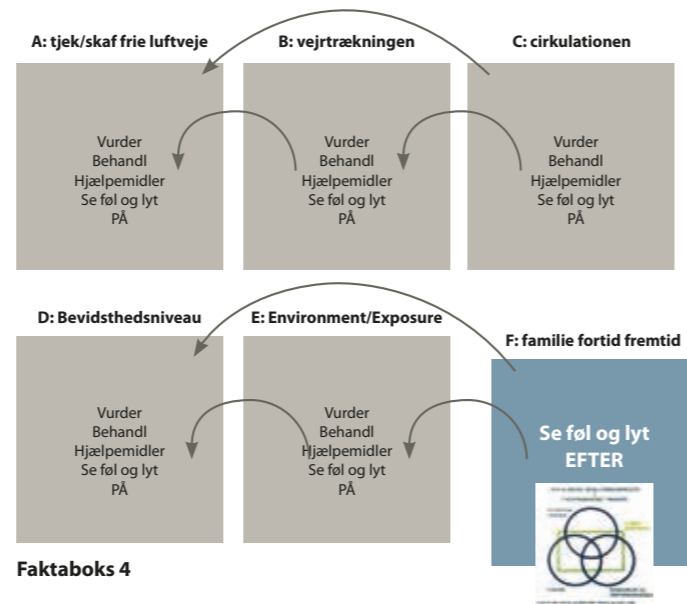 A: tjek/skaf frie luftveje
B: vejrtrækningen
C: cirkulationen
Vurder
Behandl
Hjælpemidler
Se føl og lyt
PÅ
Vurder
Behandl
Hjælpemidler
Se føl og lyt
PÅ
Vurder
Behandl
Hjælpemidler
Se føl og lyt
PÅ
D: Bevidsthedsniveau
E: Environment/Exposure
F: familie fortid fremtid
Vurder
Behandl
Hjælpemidler
Se føl og lyt
PÅ
Vurder
Behandl
Hjælpemidler
Se føl og lyt
PÅ
Se føl og lyt
EFTER
Faktaboks 4